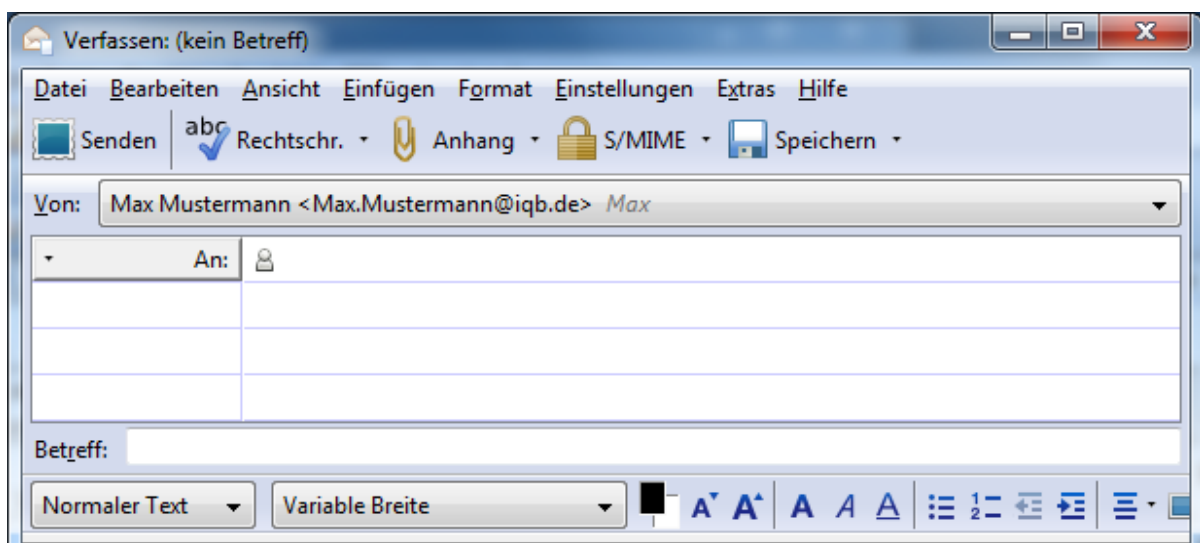 Verfassen: (kein Betreff)
Datei Bearbeiten Ansicht Einfügen Format Einstellungen Extras Hilfe
Senden abc Rechtschr. Anhang S/MIME Speichern
Von: Max Mustermann <Max.Mustermann@iqb.de> Max
An:
Betreff:
Normaler Text Variable Breite A A A A A